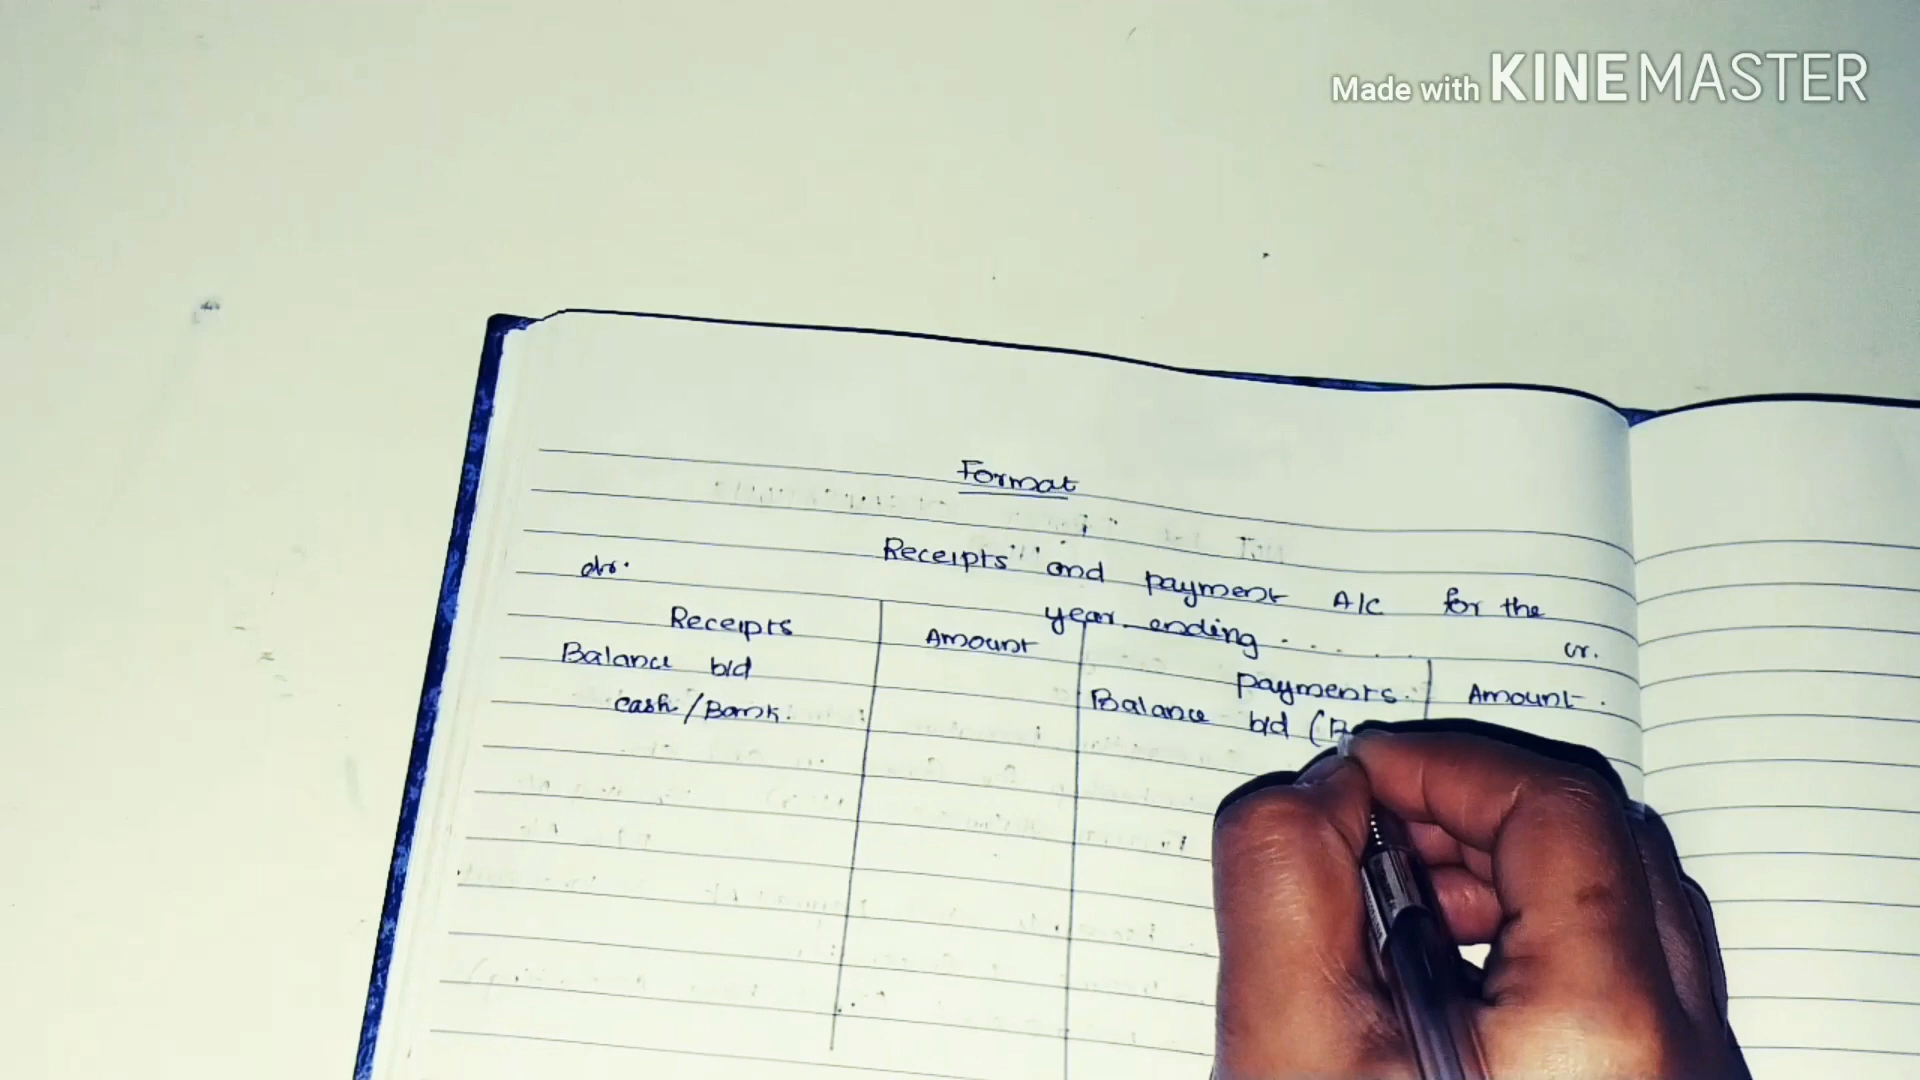 Made with KINEMASTER
Format
Receipts and payment A/c for the
year ending . . . . .
dr.
cr.
Receipts
Amount
payments.
Amount.
Balance b/d
cash/Bank.
Balance b/d